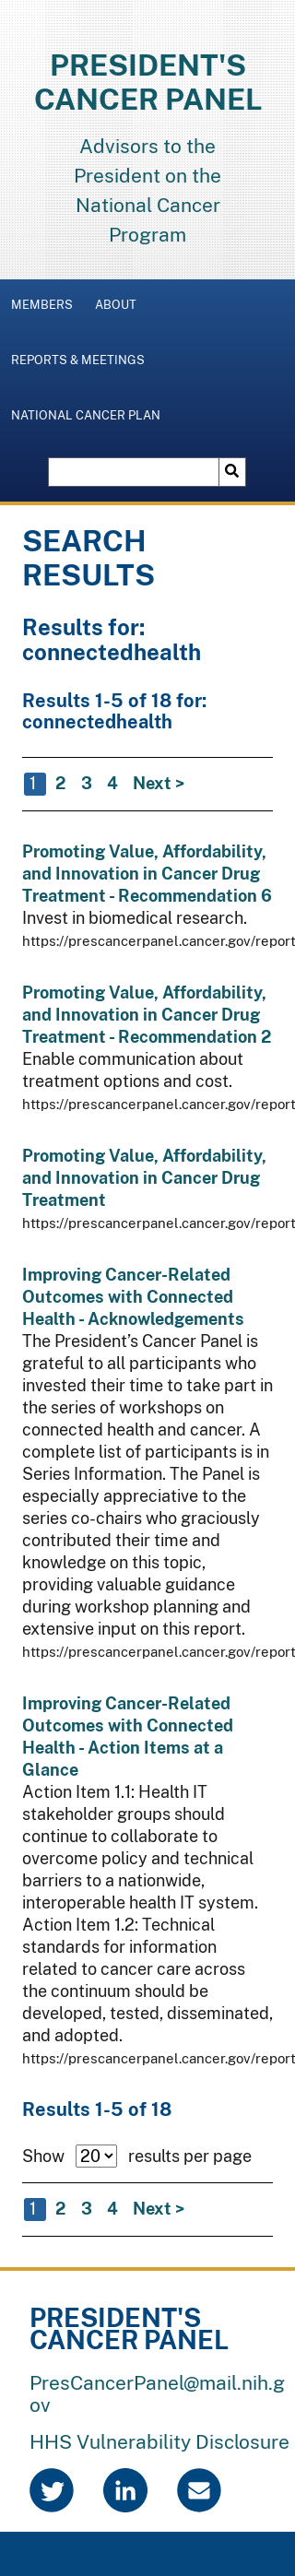 PRESIDENT'S
CANCER PANEL
Advisors to the
President on the
National Cancer
Program
MEMBERS ABOUT
REPORTS & MEETINGS
NATIONAL CANCER PLAN
SEARCH
RESULTS
Results for:
connectedhealth
Results 1-5 of 18 for:
connectedhealth
1 2 3 4 Next >
Promoting Value, Affordability,
and Innovation in Cancer Drug
Treatment - Recommendation 6
Invest in biomedical research.
https://prescancerpanel.cancer.gov/report
Promoting Value, Affordability,
and Innovation in Cancer Drug
Treatment - Recommendation 2
Enable communication about
treatment options and cost.
https://prescancerpanel.cancer.gov/report
Promoting Value, Affordability,
and Innovation in Cancer Drug
Treatment
https://prescancerpanel.cancer.gov/report
Improving Cancer-Related
Outcomes with Connected
Health - Acknowledgements
The President’s Cancer Panel is
grateful to all participants who
invested their time to take part in
the series of workshops on
connected health and cancer. A
complete list of participants is in
Series Information. The Panel is
especially appreciative to the
series co-chairs who graciously
contributed their time and
knowledge on this topic,
providing valuable guidance
during workshop planning and
extensive input on this report.
https://prescancerpanel.cancer.gov/report
Improving Cancer-Related
Outcomes with Connected
Health - Action Items at a
Glance
Action Item 1.1: Health IT
stakeholder groups should
continue to collaborate to
overcome policy and technical
barriers to a nationwide,
interoperable health IT system.
Action Item 1.2: Technical
standards for information
related to cancer care across
the continuum should be
developed, tested, disseminated,
and adopted.
https://prescancerpanel.cancer.gov/report
Results 1-5 of 18
Show 20 results per page
1 2 3 4 Next >
PRESIDENT'S
CANCER PANEL
PresCancerPanel@mail.nih.g
ov
HHS Vulnerability Disclosure